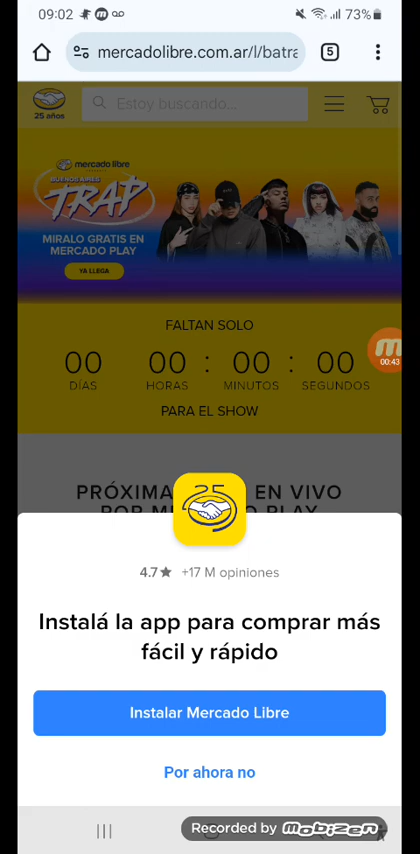 09:02
73%
mercadolibre.com.ar/l/batra
5
25 años
Estoy buscando...
mercado libre
BUENOS AIRES
TRAP
MIRALO GRATIS EN
MERCADO PLAY
YA LLEGA
FALTAN SOLO
00 : 00 : 00 : 00
DÍAS HORAS MINUTOS SEGUNDOS
00:43
PARA EL SHOW
EN VIVO
25
4.7★ +17 M opiniones
Instalá la app para comprar más
fácil y rápido
Instalar Mercado Libre
Por ahora no
Recorded by mobizen